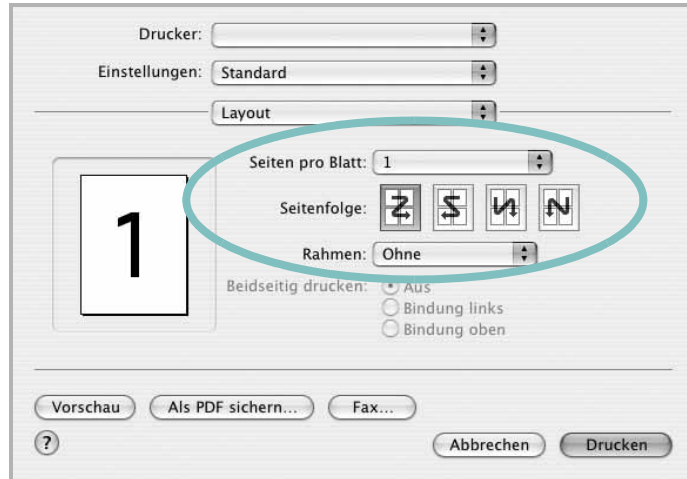 Drucker:
Einstellungen: Standard
Layout
Seiten pro Blatt: 1
Seitenfolge:
Rahmen: Ohne
Beidseitig drucken: Aus
Bindung links
Bindung oben
1
Vorschau Als PDF sichern... Fax...
? Abbrechen Drucken